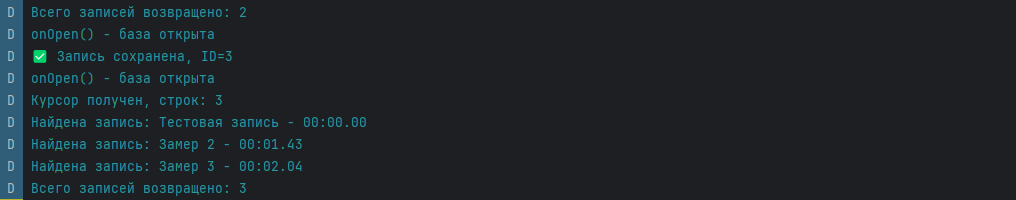 D Всего записей возвращено: 2
D onOpen() - база открыта
D ✅ Запись сохранена, ID=3
D onOpen() - база открыта
D Курсор получен, строк: 3
D Найдена запись: Тестовая запись - 00:00.00
D Найдена запись: Замер 2 - 00:01.43
D Найдена запись: Замер 3 - 00:02.04
D Всего записей возвращено: 3